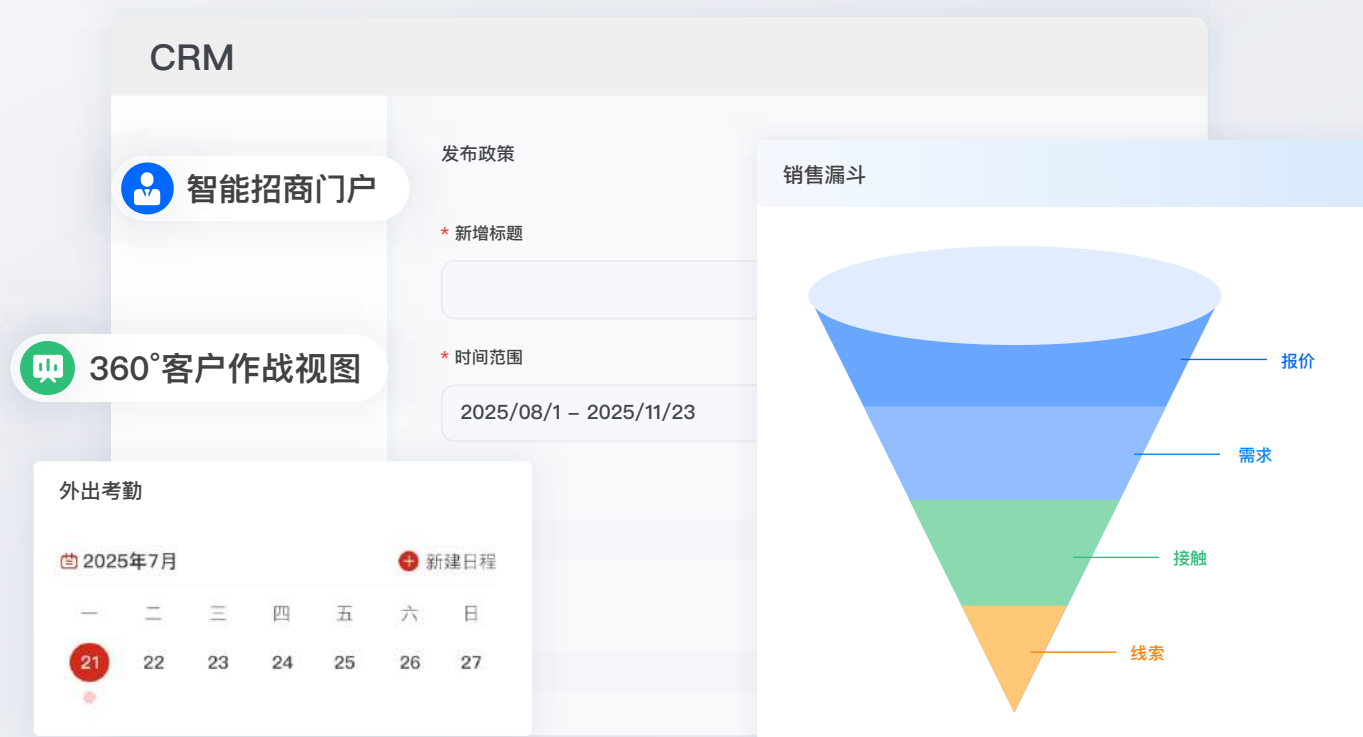 CRM
智能招商门户
360°客户作战视图
发布政策
* 新增标题
* 时间范围
2025/08/1 – 2025/11/23
外出考勤
2025年7月 新建日程
一 二 三 四 五 六 日
21 22 23 24 25 26 27
销售漏斗
报价
需求
接触
线索